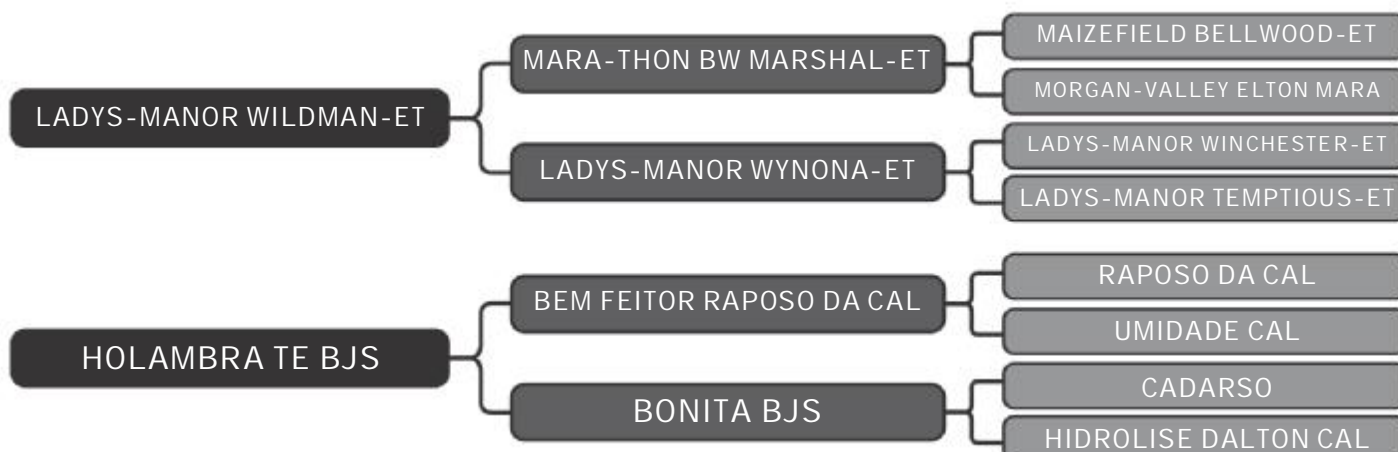 LADYS-MANOR WILDMAN-ET
MARA-THON BW MARSHAL-ET
MAIZEFIELD BELLWOOD-ET
MORGAN-VALLEY ELTON MARA
LADYS-MANOR WYNONA-ET
LADYS-MANOR WINCHESTER-ET
LADYS-MANOR TEMPTIOUS-ET
HOLAMBRA TE BJS
BEM FEITOR RAPOSO DA CAL
RAPOSO DA CAL
UMIDADE CAL
BONITA BJS
CADARSO
HIDROLISE DALTON CAL